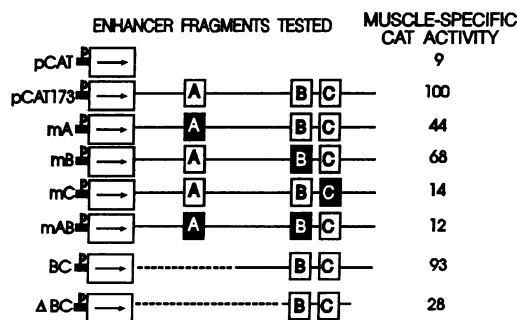 ENHANCER FRAGMENTS TESTED MUSCLE-SPECIFIC
CAT ACTIVITY
pCAT P 9
pCAT173 P A B C 100
mA P A B C 44
mB P A B C 68
mC P A B C 14
mAB P A B C 12
BC P B C 93
Δ BC P B C 28